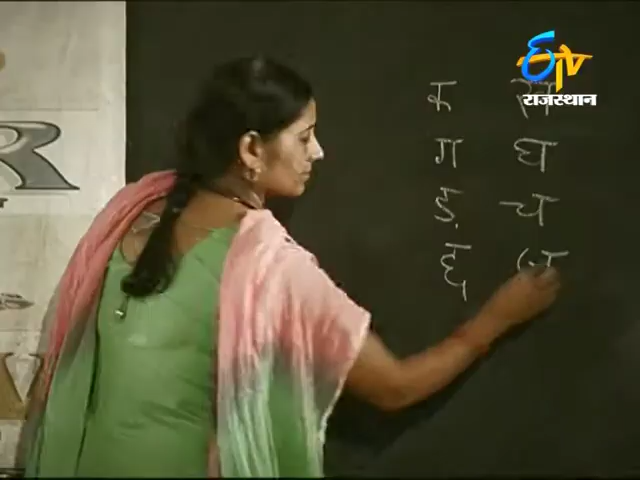 ETV
राजस्थान
क ख
ग घ
ड़ च
छ ज
R